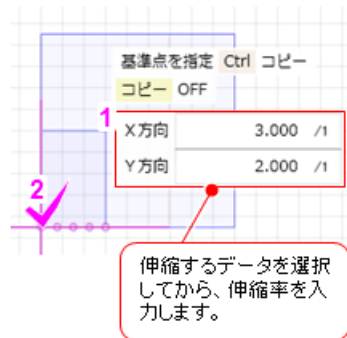 基準点を指定 Ctrl コピー
コピー OFF
1
X方向 3.000 /1
Y方向 2.000 /1
2
伸縮するデータを選択
してから、伸縮率を入
力します。